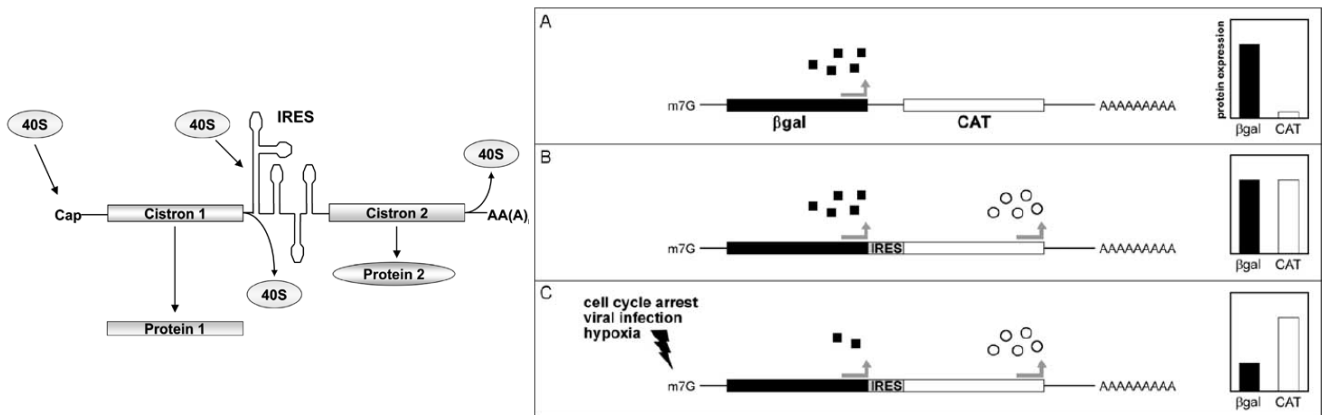 IRES
40S
40S
40S
Cap
Cistron 1
Cistron 2
AA(A)
40S
Protein 2
Protein 1
A
m7G
βgal
CAT
AAAAAAAAA
protein expression
βgal
CAT
B
m7G
IRES
AAAAAAAAA
βgal
CAT
C
cell cycle arrest
viral infection
hypoxia
m7G
IRES
AAAAAAAAA
βgal
CAT